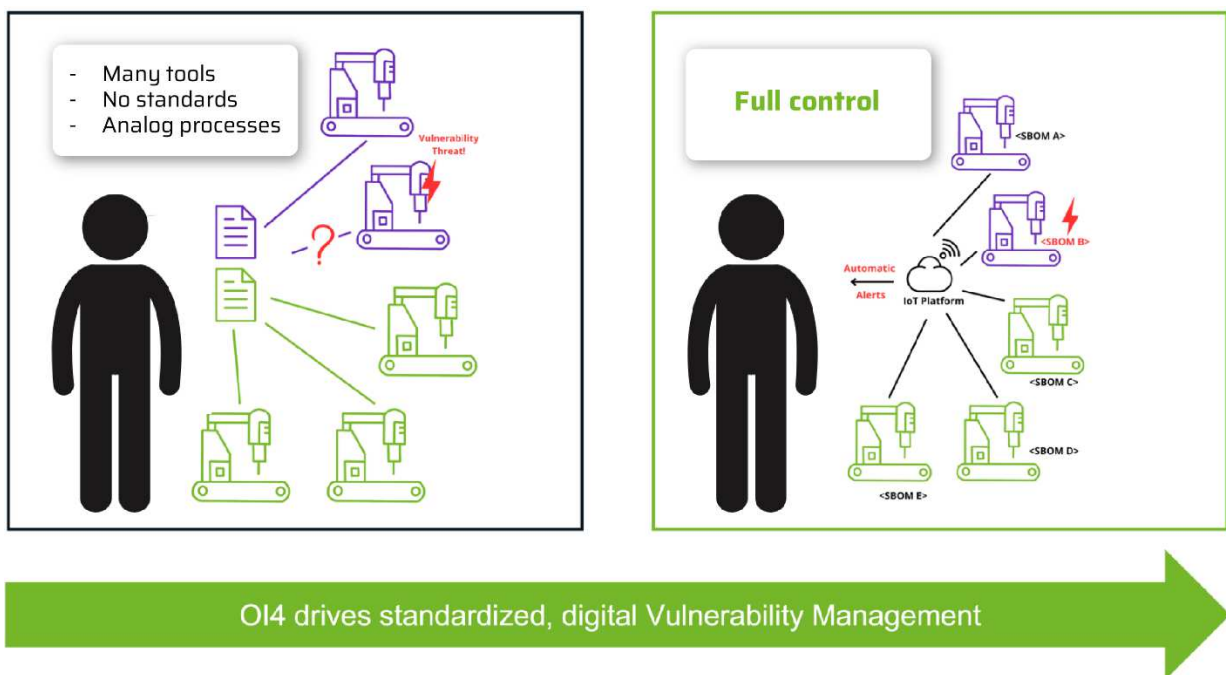 - Many tools
- No standards
- Analog processes
Vulnerability
Threat!
?
Full control
<SBOM A>
<SBOM B>
Automatic
Alerts
IoT Platform
<SBOM C>
<SBOM D>
<SBOM E>
OI4 drives standardized, digital Vulnerability Management